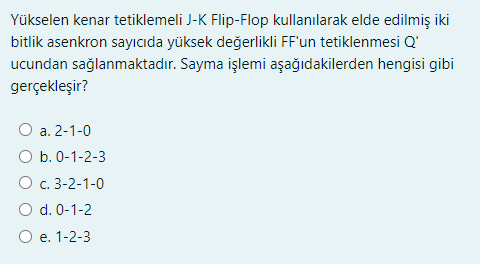 Yükselen kenar tetiklemeli J-K Flip-Flop kullanılarak elde edilmiş iki
bitlik asenkron sayıcıda yüksek değerlikli FF'un tetiklenmesi Q'
ucundan sağlanmaktadır. Sayma işlemi aşağıdakilerden hengisi gibi
gerçekleşir?
a. 2-1-0
b. 0-1-2-3
c. 3-2-1-0
d. 0-1-2
e. 1-2-3